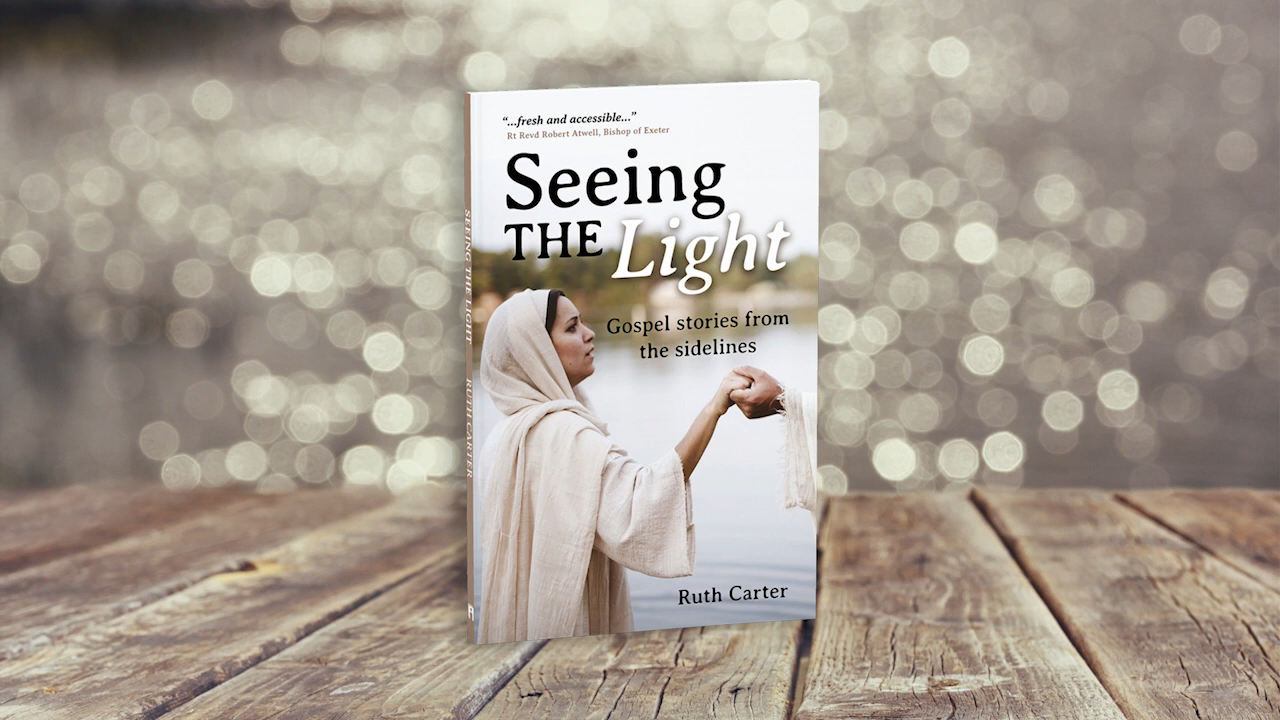 “...fresh and accessible...”
Rt Revd Robert Atwell, Bishop of Exeter
Seeing
THE Light
Gospel stories from
the sidelines
Ruth Carter
SEEING THE LIGHT RUTH CARTER